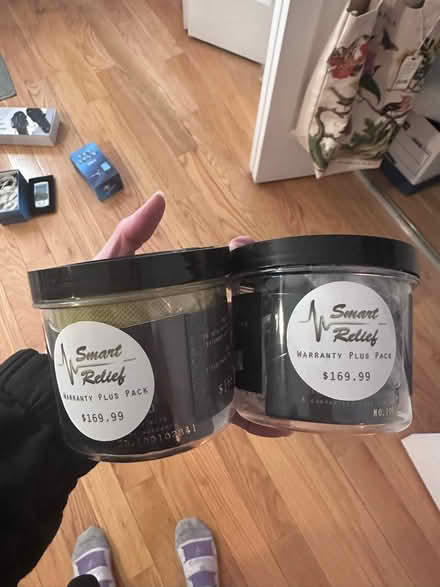 Smart
Relief
WARRANTY PLUS PACK
$169.99
Smart
Relief
WARRANTY PLUS PACK
$169.99